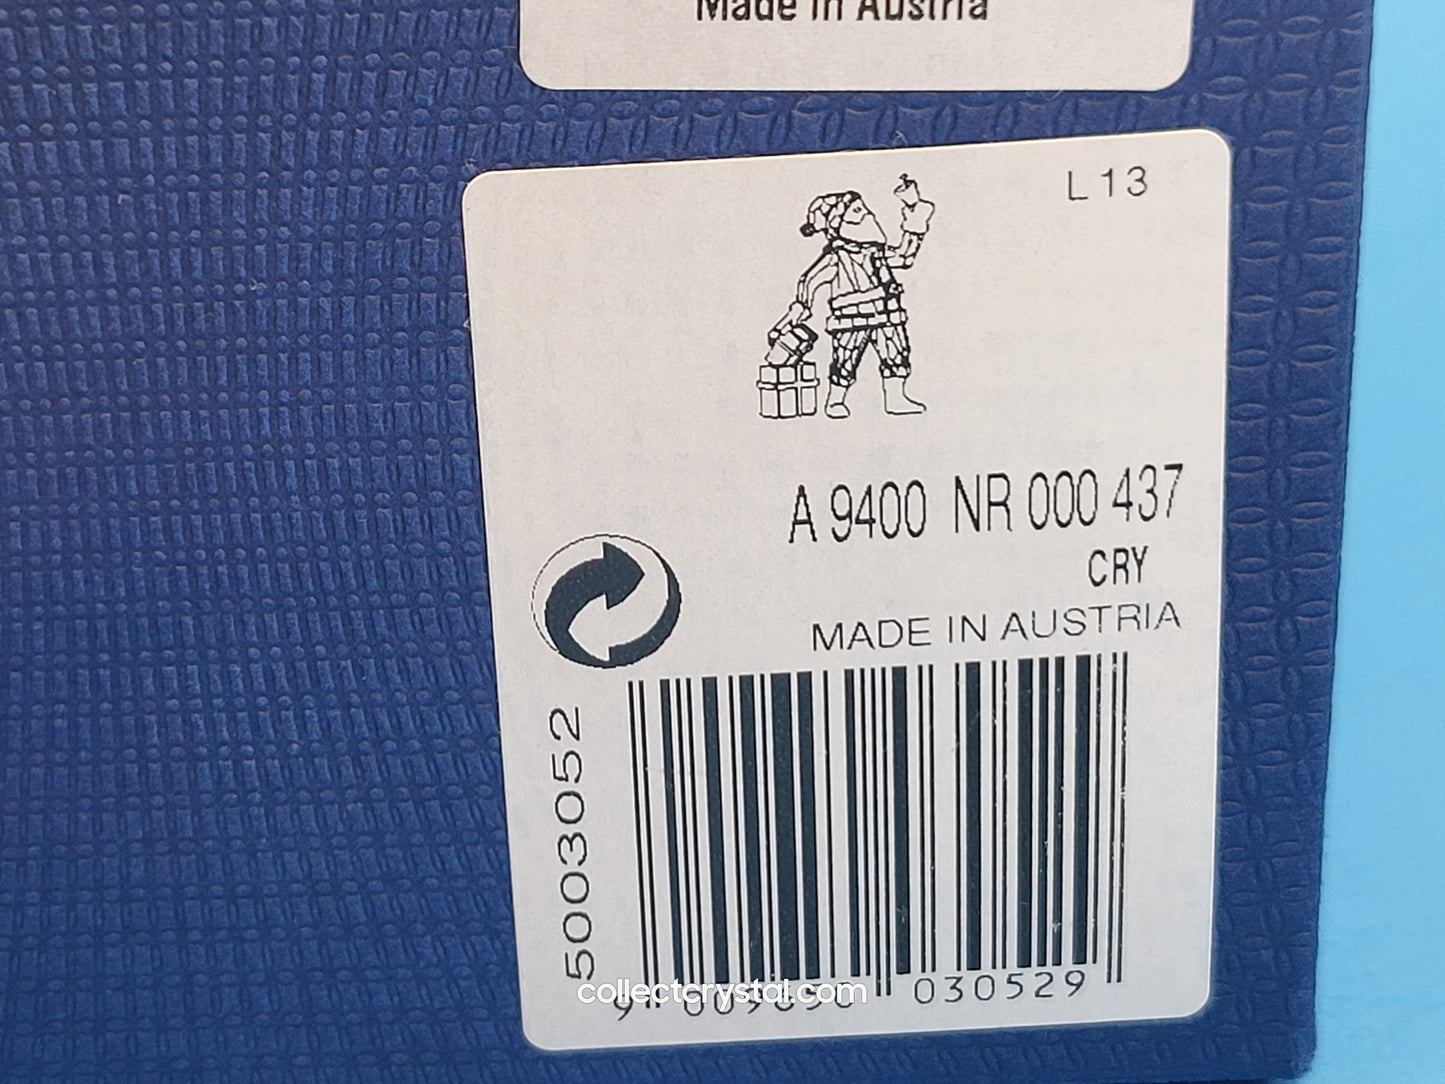 Made in Austria
L13
A 9400 NR 000 437
CRY
MADE IN AUSTRIA
5003052
collectcrystal.com
030529